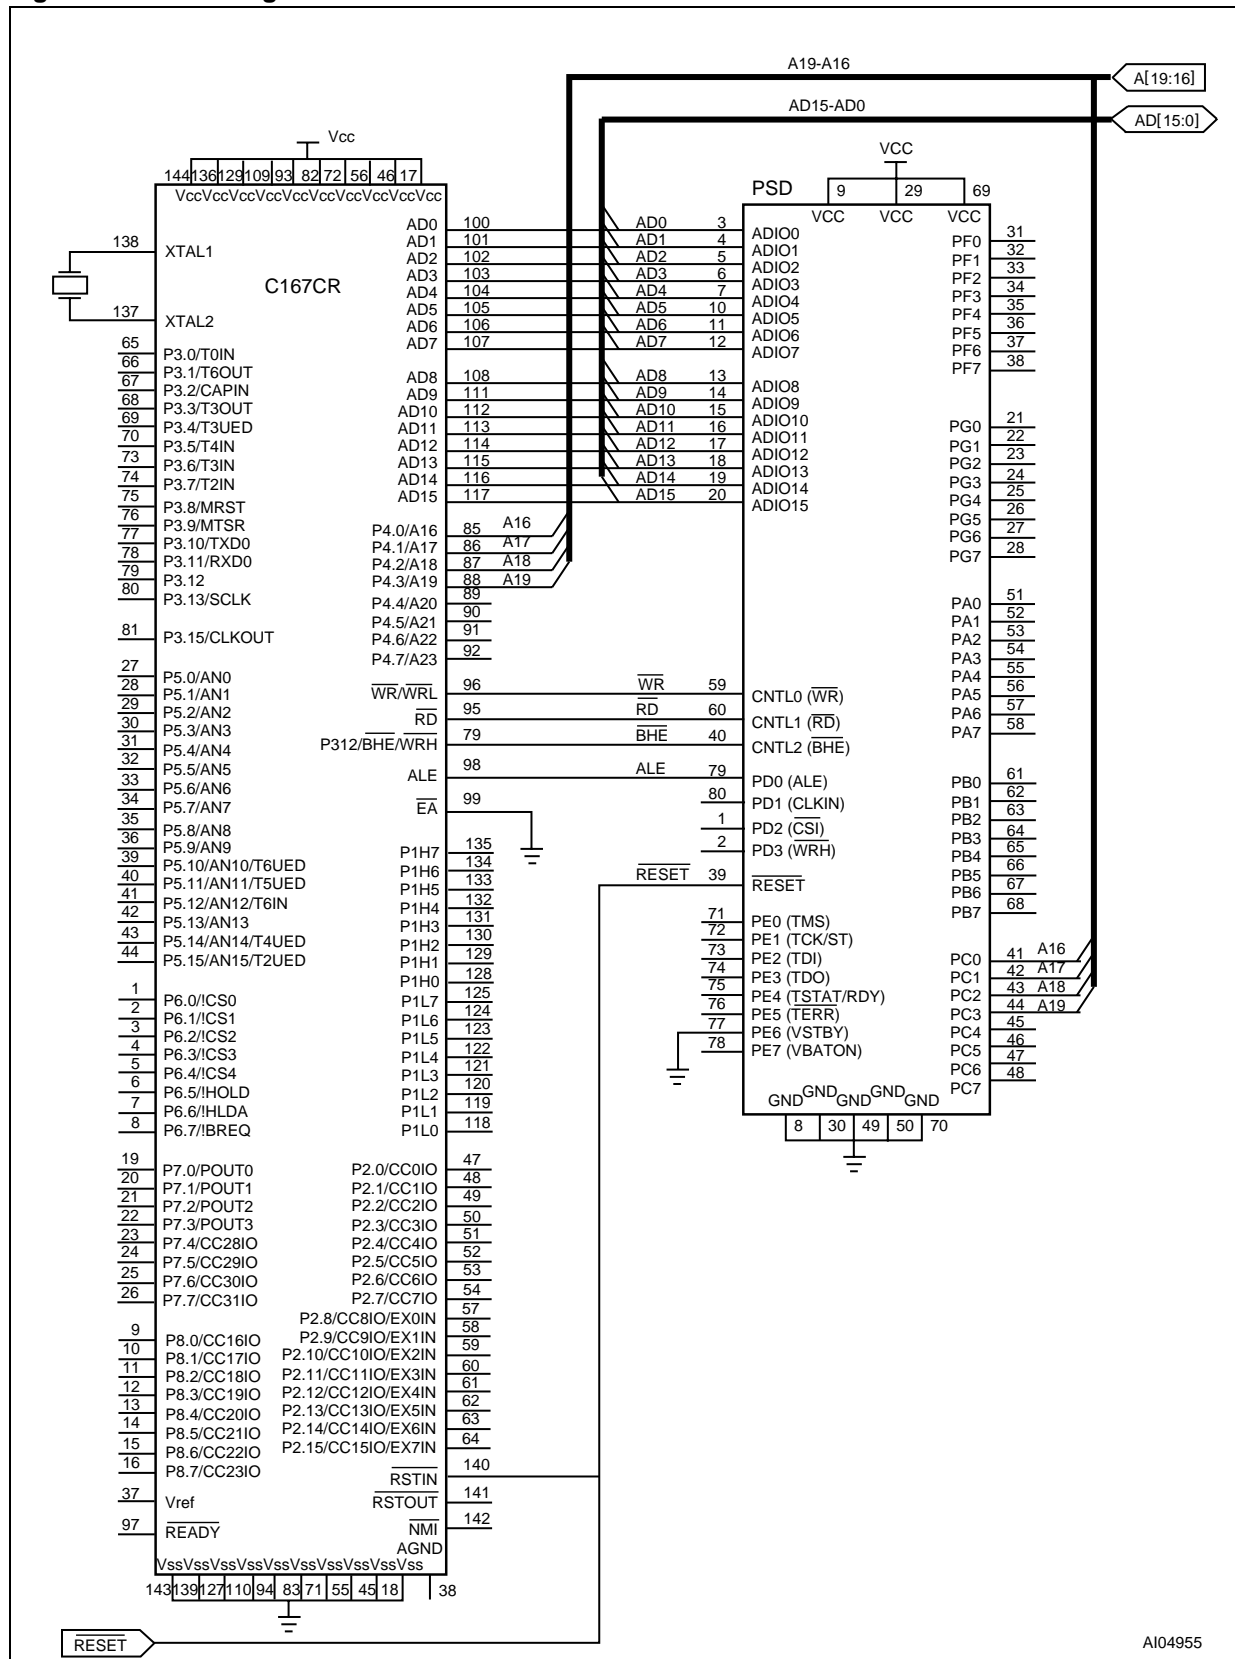 A19-A16
A[19:16]
AD15-AD0
AD[15:0]
Vcc
144 136 129 109 93 82 72 56 46 17
Vcc Vcc Vcc Vcc Vcc Vcc Vcc Vcc Vcc Vcc
C167CR
138 XTAL1
137 XTAL2
65 P3.0/T0IN
66 P3.1/T6OUT
67 P3.2/CAPIN
68 P3.3/T3OUT
69 P3.4/T3UED
70 P3.5/T4IN
73 P3.6/T3IN
74 P3.7/T2IN
75 P3.8/MRST
76 P3.9/MTSR
77 P3.10/TXD0
78 P3.11/RXD0
79 P3.12
80 P3.13/SCLK
81 P3.15/CLKOUT
27 P5.0/AN0
28 P5.1/AN1
29 P5.2/AN2
30 P5.3/AN3
31 P5.4/AN4
32 P5.5/AN5
33 P5.6/AN6
34 P5.7/AN7
35 P5.8/AN8
36 P5.9/AN9
39 P5.10/AN10/T6UED
40 P5.11/AN11/T5UED
41 P5.12/AN12/T6IN
42 P5.13/AN13
43 P5.14/AN14/T4UED
44 P5.15/AN15/T2UED
1 P6.0/!CS0
2 P6.1/!CS1
3 P6.2/!CS2
4 P6.3/!CS3
5 P6.4/!CS4
6 P6.5/!HOLD
7 P6.6/!HLDA
8 P6.7/!BREQ
19 P7.0/POUT0
20 P7.1/POUT1
21 P7.2/POUT2
22 P7.3/POUT3
23 P7.4/CC28IO
24 P7.5/CC29IO
25 P7.6/CC30IO
26 P7.7/CC31IO
9 P8.0/CC16IO
10 P8.1/CC17IO
11 P8.2/CC18IO
12 P8.3/CC19IO
13 P8.4/CC20IO
14 P8.5/CC21IO
15 P8.6/CC22IO
16 P8.7/CC23IO
37 Vref
97 READY
AD0 100 AD0 3 ADIO0
AD1 101 AD1 4 ADIO1
AD2 102 AD2 5 ADIO2
AD3 103 AD3 6 ADIO3
AD4 104 AD4 7 ADIO4
AD5 105 AD5 10 ADIO5
AD6 106 AD6 11 ADIO6
AD7 107 AD7 12 ADIO7
AD8 108 AD8 13 ADIO8
AD9 111 AD9 14 ADIO9
AD10 112 AD10 15 ADIO10
AD11 113 AD11 16 ADIO11
AD12 114 AD12 17 ADIO12
AD13 115 AD13 18 ADIO13
AD14 116 AD14 19 ADIO14
AD15 117 AD15 20 ADIO15
P4.0/A16 85 A16
P4.1/A17 86 A17
P4.2/A18 87 A18
P4.3/A19 88 A19
P4.4/A20 89
P4.5/A21 90
P4.6/A22 91
P4.7/A23 92
WR/WRL 96 WR 59 CNTL0 (WR)
RD 95 RD 60 CNTL1 (RD)
P312/BHE/WRH 79 BHE 40 CNTL2 (BHE)
ALE 98 ALE 79 PD0 (ALE)
EA 99
80 PD1 (CLKIN)
1 PD2 (CSI)
2 PD3 (WRH)
RESET 39 RESET
P1H7 135
P1H6 134
P1H5 133
P1H4 132
P1H3 131
P1H2 130
P1H1 129
P1H0 128
P1L7 125
P1L6 124
P1L5 123
P1L4 122
P1L3 121
P1L2 120
P1L1 119
P1L0 118
P2.0/CC0IO 47
P2.1/CC1IO 48
P2.2/CC2IO 49
P2.3/CC3IO 50
P2.4/CC4IO 51
P2.5/CC5IO 52
P2.6/CC6IO 53
P2.7/CC7IO 54
P2.8/CC8IO/EX0IN 57
P2.9/CC9IO/EX1IN 58
P2.10/CC10IO/EX2IN 59
P2.11/CC11IO/EX3IN 60
P2.12/CC12IO/EX4IN 61
P2.13/CC13IO/EX5IN 62
P2.14/CC14IO/EX6IN 63
P2.15/CC15IO/EX7IN 64
RSTIN 140
RSTOUT 141
NMI 142
AGND
Vss Vss Vss Vss Vss Vss Vss Vss Vss Vss
143 139 127 110 94 83 71 55 45 18 38
RESET
VCC
PSD
9 29 69
VCC VCC VCC
PF0 31
PF1 32
PF2 33
PF3 34
PF4 35
PF5 36
PF6 37
PF7 38
PG0 21
PG1 22
PG2 23
PG3 24
PG4 25
PG5 26
PG6 27
PG7 28
PA0 51
PA1 52
PA2 53
PA3 54
PA4 55
PA5 56
PA6 57
PA7 58
PB0 61
PB1 62
PB2 63
PB3 64
PB4 65
PB5 66
PB6 67
PB7 68
71 PE0 (TMS)
72 PE1 (TCK/ST)
73 PE2 (TDI)
74 PE3 (TDO)
75 PE4 (TSTAT/RDY)
76 PE5 (TERR)
77 PE6 (VSTBY)
78 PE7 (VBATON)
PC0 41 A16
PC1 42 A17
PC2 43 A18
PC3 44 A19
PC4 45
PC5 46
PC6 47
PC7 48
GND GND GND GND GND
8 30 49 50 70
AI04955